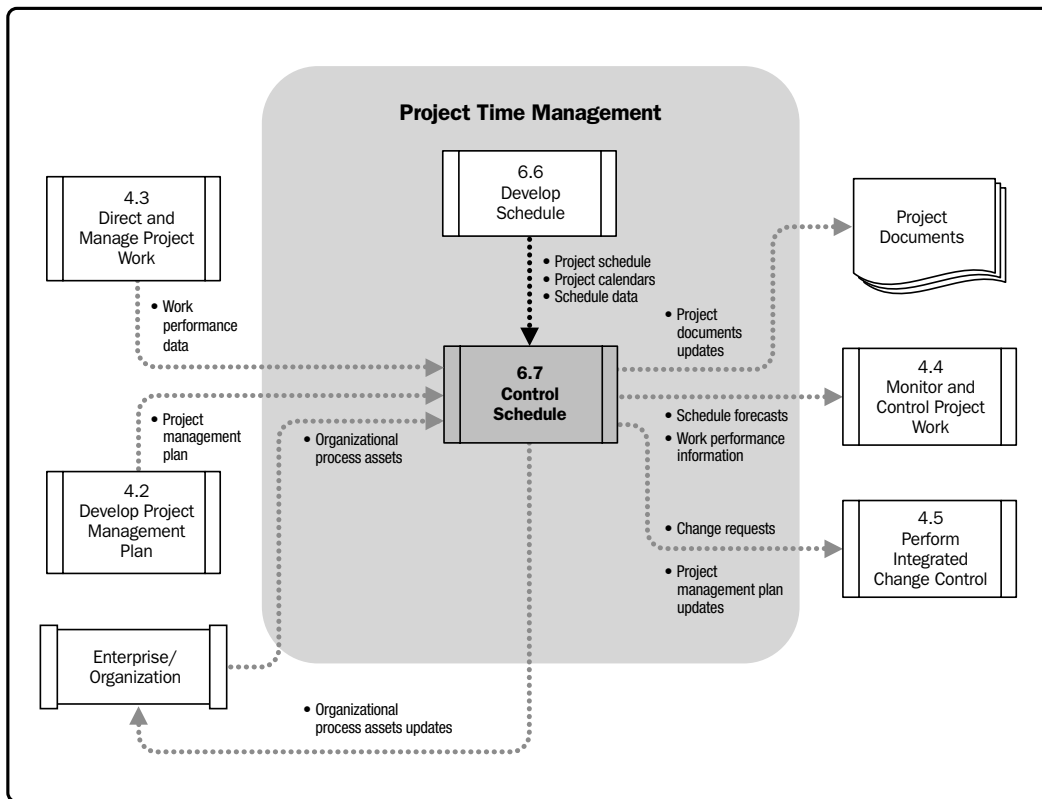 Project Time Management
6.6
Develop
Schedule
4.3
Direct and
Manage Project
Work
Project
Documents
• Project schedule
• Project calendars
• Schedule data
• Work
performance
data
• Project
documents
updates
6.7
Control
Schedule
4.4
Monitor and
Control Project
Work
• Project
management
plan
• Organizational
process assets
• Schedule forecasts
• Work performance
information
4.2
Develop Project
Management
Plan
• Change requests
• Project
management plan
updates
4.5
Perform
Integrated
Change Control
Enterprise/
Organization
• Organizational
process assets updates